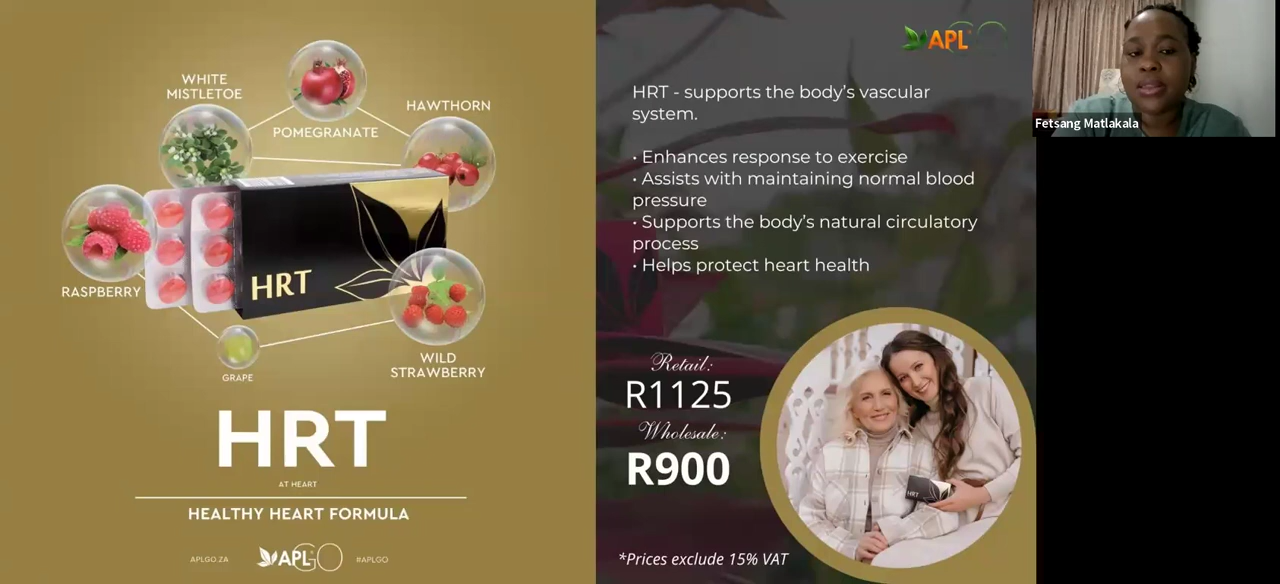 WHITE
MISTLETOE
POMEGRANATE
HAWTHORN
RASPBERRY
HRT
GRAPE
WILD
STRAWBERRY
HRT
AT HEART
HEALTHY HEART FORMULA
APLGO.ZA
APLGO
#APLGO
APLGO
HRT - supports the body's vascular
system.
• Enhances response to exercise
• Assists with maintaining normal blood
pressure
• Supports the body's natural circulatory
process
• Helps protect heart health
Retail:
R1125
Wholesale:
R900
HRT
*Prices exclude 15% VAT
Fetsang Matlakala